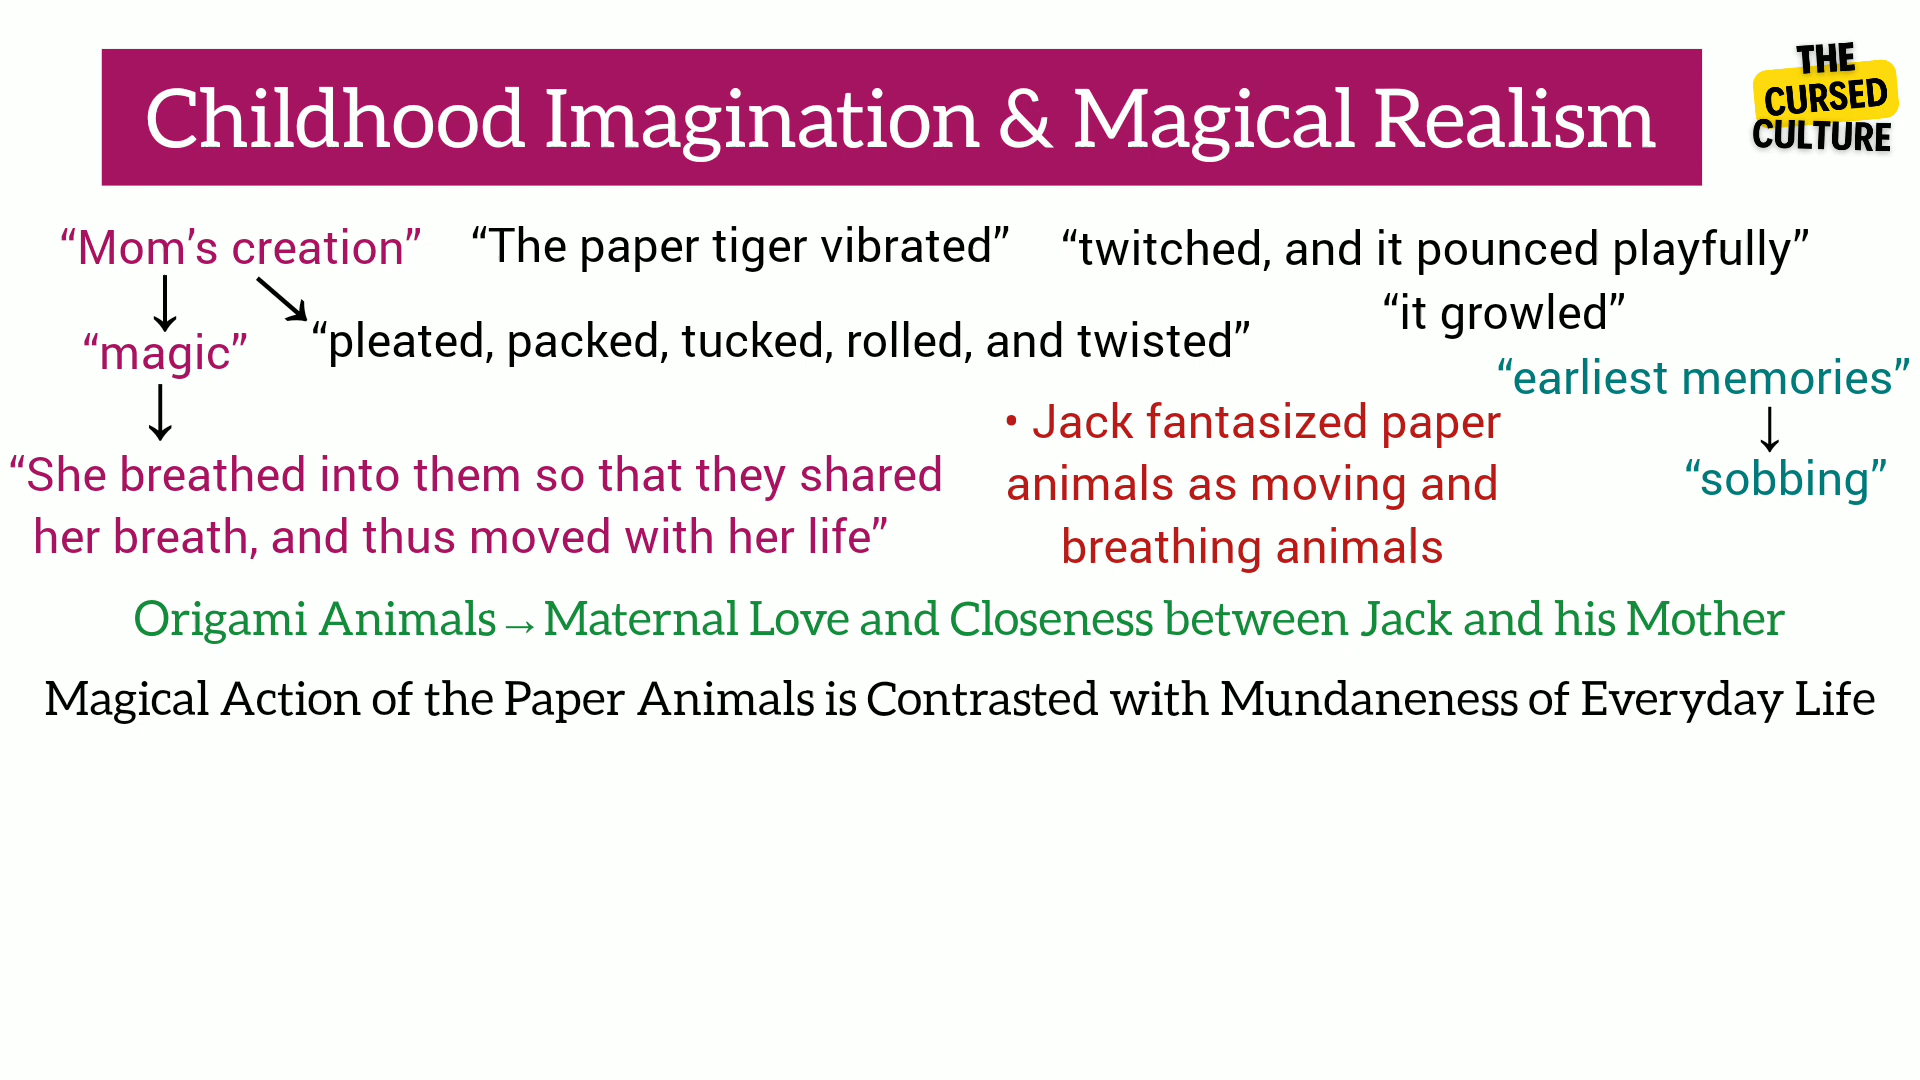 Childhood Imagination & Magical Realism
THE
CURSED
CULTURE
“Mom’s creation”
“The paper tiger vibrated”
“twitched, and it pounced playfully”
“it growled”
“magic”
“pleated, packed, tucked, rolled, and twisted”
“earliest memories”
“sobbing”
“She breathed into them so that they shared
her breath, and thus moved with her life”
• Jack fantasized paper
animals as moving and
breathing animals
Origami Animals→Maternal Love and Closeness between Jack and his Mother
Magical Action of the Paper Animals is Contrasted with Mundaneness of Everyday Life